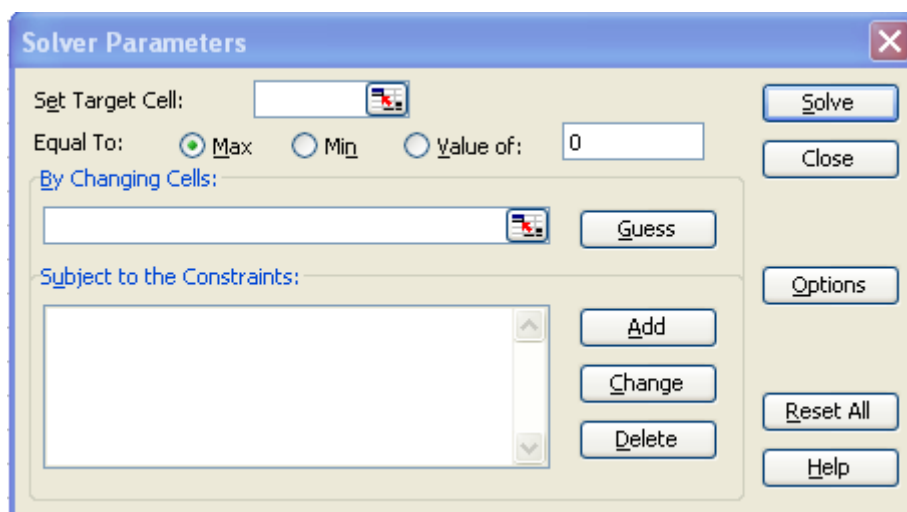 Solver Parameters
Set Target Cell:
Solve
Equal To: Max Min Value of: 0
Close
By Changing Cells:
Guess
Subject to the Constraints:
Options
Add
Change
Reset All
Delete
Help